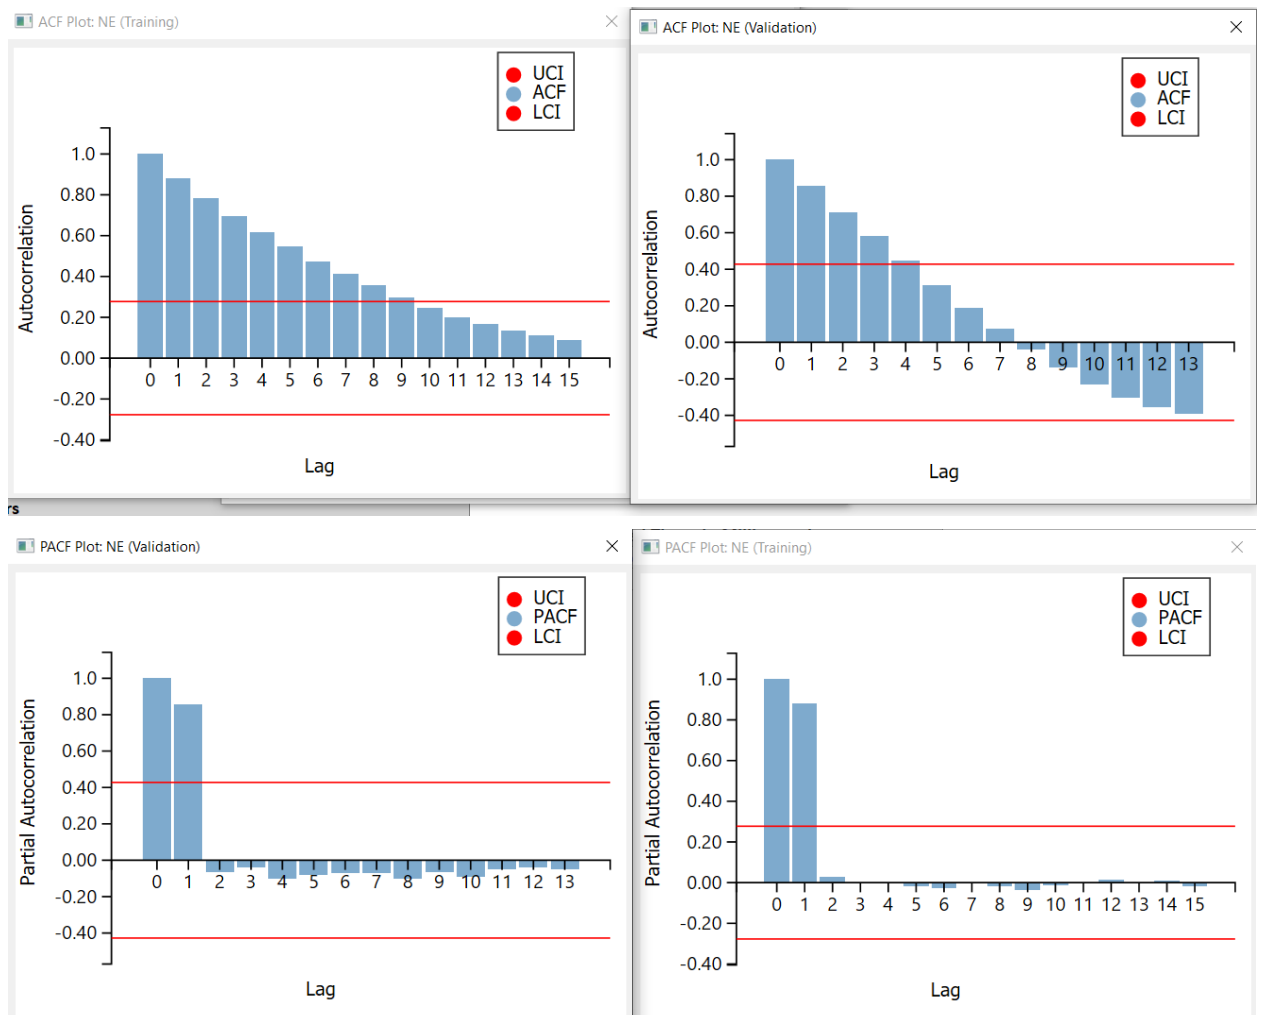 ACF Plot: NE (Training)
UCI
ACF
LCI
1.0
0.80
0.60
0.40
0.20
0.00
-0.20
-0.40
Autocorrelation
0 1 2 3 4 5 6 7 8 9 10 11 12 13 14 15
Lag
ACF Plot: NE (Validation)
UCI
ACF
LCI
1.0
0.80
0.60
0.40
0.20
0.00
-0.20
-0.40
Autocorrelation
0 1 2 3 4 5 6 7 8 9 10 11 12 13
Lag
rs
PACF Plot: NE (Validation)
UCI
PACF
LCI
1.0
0.80
0.60
0.40
0.20
0.00
-0.20
-0.40
Partial Autocorrelation
0 1 2 3 4 5 6 7 8 9 10 11 12 13
Lag
PACF Plot: NE (Training)
UCI
PACF
LCI
1.0
0.80
0.60
0.40
0.20
0.00
-0.20
-0.40
Partial Autocorrelation
0 1 2 3 4 5 6 7 8 9 10 11 12 13 14 15
Lag